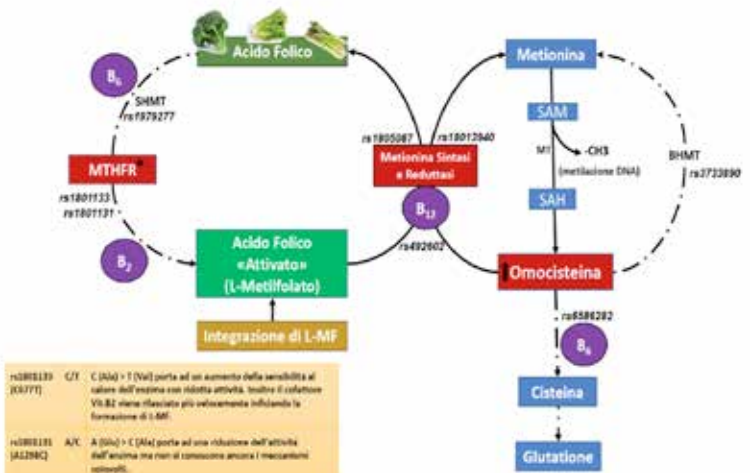 Acido Folico
B6
SHMT
rs1979277
MTHFR
rs1801133
rs1801131
B2
Acido Folico
«Attivato»
(L-Metilfolato)
Integrazione di L-MF
rs1805087
Metionina Sintasi
e Reduttasi
B12
rs492602
Metionina
SAM
MT
-CH3
(metilazione DNA)
SAH
BHMT
rs3733890
Omocisteina
rs6586282
B6
Cisteina
Glutatione
rs1801133 C/T C (Ala) > T (Val) porta ad un aumento della sensibilità al
(C677T) calore dell'enzima con ridotta attività. Inoltre il cofattore
Vit-B2 viene rilasciato più velocemente inficiando la
formazione di L-MF.
A/C A (Glu) > C (Ala) porta ad una riduzione dell'attività
(A1298C) dell'enzima ma non si conoscono ancora i meccanismi
coinvolti.